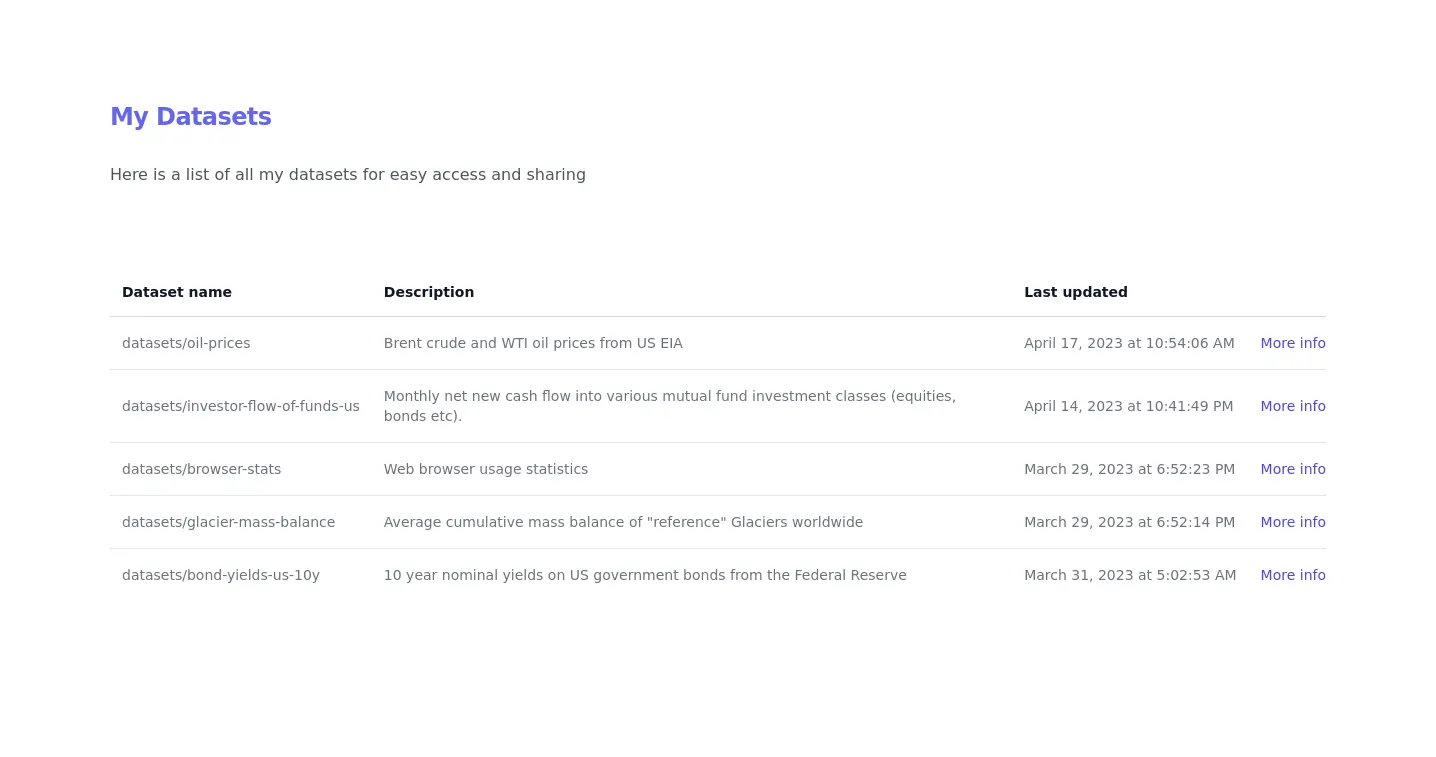 My Datasets
Here is a list of all my datasets for easy access and sharing
Dataset name Description Last updated
datasets/oil-prices Brent crude and WTI oil prices from US EIA April 17, 2023 at 10:54:06 AM More info
datasets/investor-flow-of-funds-us Monthly net new cash flow into various mutual fund investment classes (equities,
bonds etc). April 14, 2023 at 10:41:49 PM More info
datasets/browser-stats Web browser usage statistics March 29, 2023 at 6:52:23 PM More info
datasets/glacier-mass-balance Average cumulative mass balance of "reference" Glaciers worldwide March 29, 2023 at 6:52:14 PM More info
datasets/bond-yields-us-10y 10 year nominal yields on US government bonds from the Federal Reserve March 31, 2023 at 5:02:53 AM More info